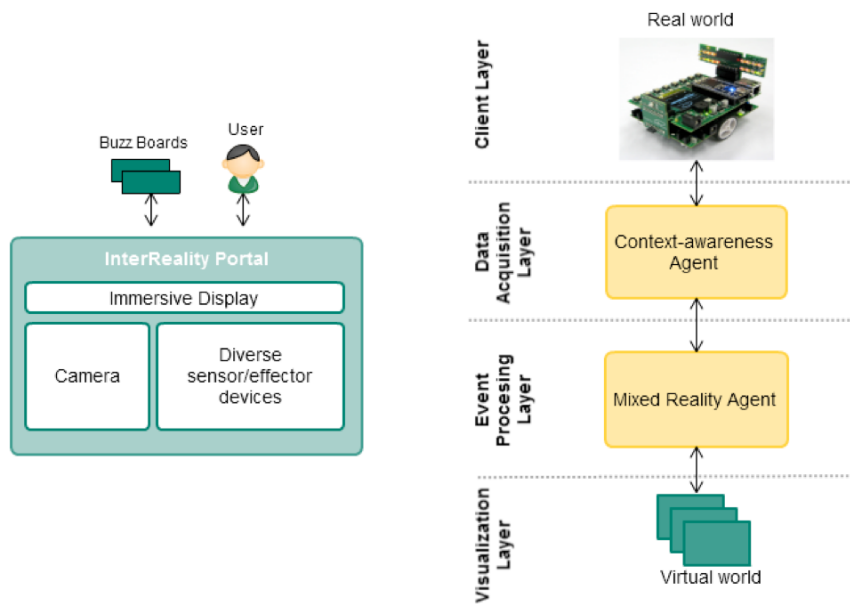 Buzz Boards
User
InterReality Portal
Immersive Display
Camera
Diverse
sensor/effector
devices
Real world
Client Layer
Data
Acquisition
Layer
Context-awareness
Agent
Event
Procesing
Layer
Mixed Reality Agent
Visualization
Layer
Virtual world